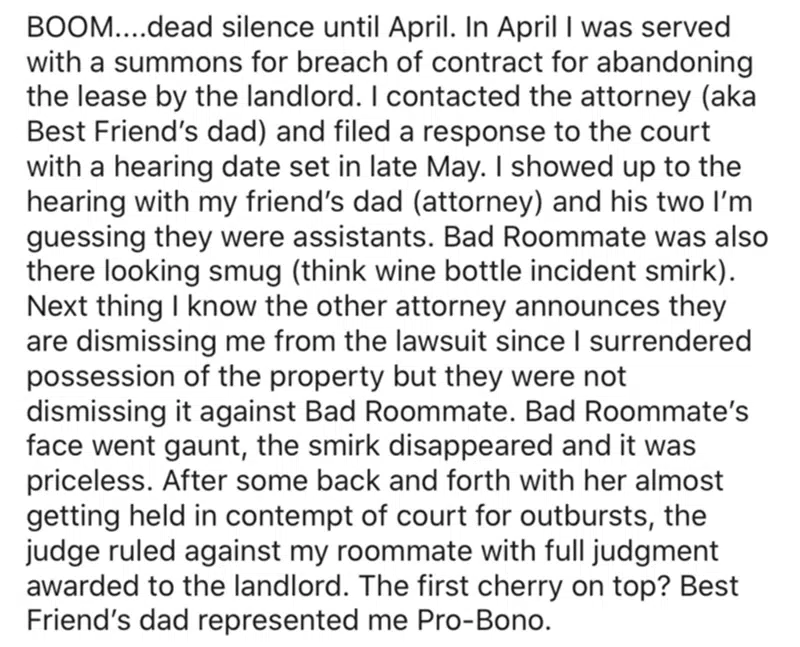 BOOM....dead silence until April. In April I was served
with a summons for breach of contract for abandoning
the lease by the landlord. I contacted the attorney (aka
Best Friend's dad) and filed a response to the court
with a hearing date set in late May. I showed up to the
hearing with my friend's dad (attorney) and his two I'm
guessing they were assistants. Bad Roommate was also
there looking smug (think wine bottle incident smirk).
Next thing I know the other attorney announces they
are dismissing me from the lawsuit since I surrendered
possession of the property but they were not
dismissing it against Bad Roommate. Bad Roommate's
face went gaunt, the smirk disappeared and it was
priceless. After some back and forth with her almost
getting held in contempt of court for outbursts, the
judge ruled against my roommate with full judgment
awarded to the landlord. The first cherry on top? Best
Friend's dad represented me Pro-Bono.